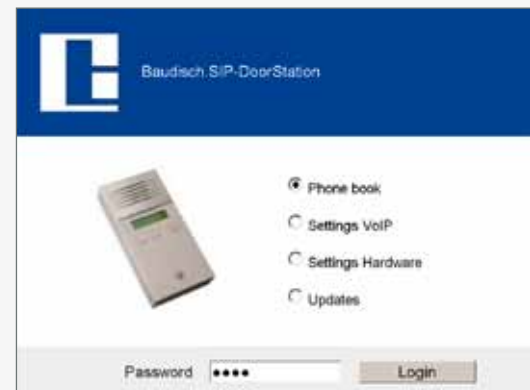 Baudisch.SIP-DoorStation
Phone book
Settings VoIP
Settings Hardware
Updates
Password ●●●● Login